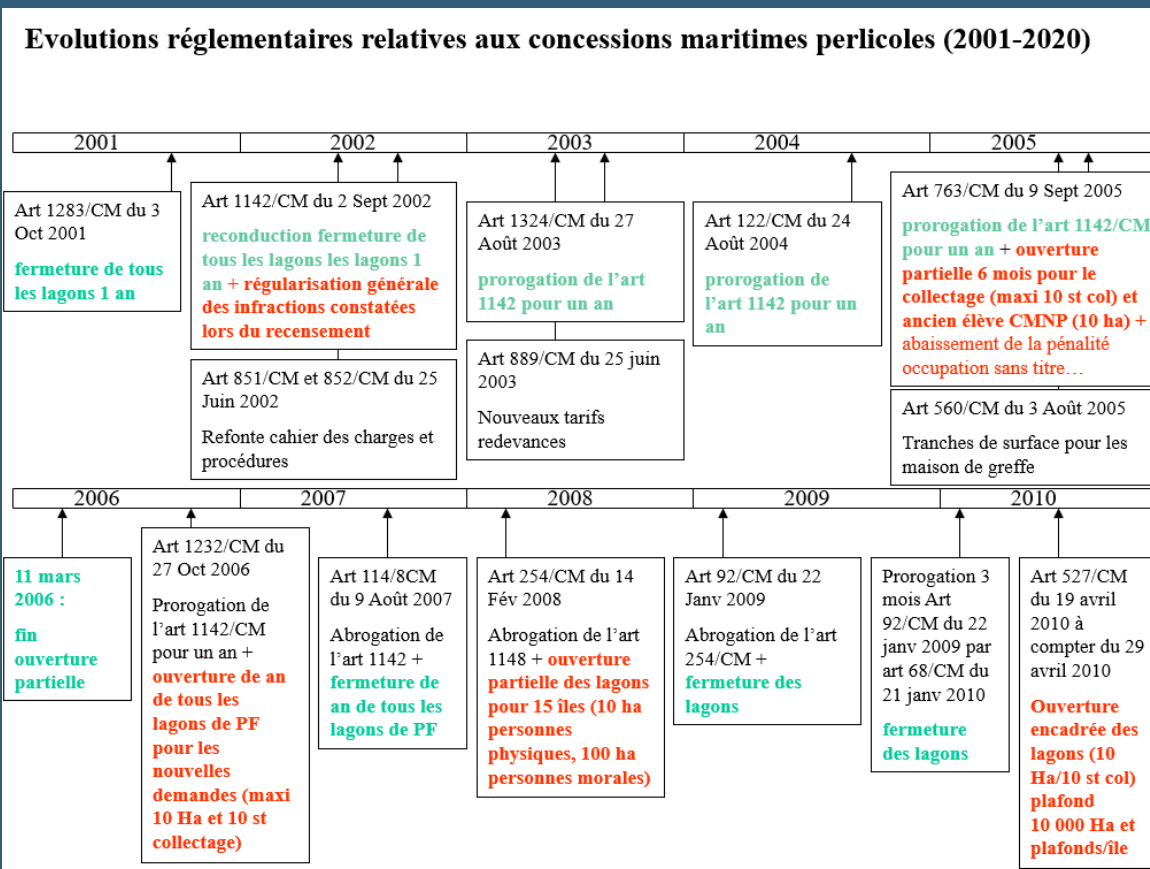 Evolutions réglementaires relatives aux concessions maritimes perlicoles (2001-2020)
2001
2002
2003
2004
2005
Art 1283/CM du 3
Oct 2001
fermeture de tous
les lagons 1 an
Art 1142/CM du 2 Sept 2002
reconduction fermeture de
tous les lagons les lagons 1
an + régularisation générale
des infractions constatées
lors du recensement
Art 851/CM et 852/CM du 25
Juin 2002
Refonte cahier des charges et
procédures
Art 1324/CM du 27
Août 2003
prorogation de l'art
1142 pour un an
Art 889/CM du 25 juin
2003
Nouveaux tarifs
redevances
Art 122/CM du 24
Août 2004
prorogation de
l'art 1142 pour un
an
Art 763/CM du 9 Sept 2005
prorogation de l'art 1142/CM
pour un an + ouverture
partielle 6 mois pour le
collectage (maxi 10 st col) et
ancien élève CMNP (10 ha) +
abaissement de la pénalité
occupation sans titre…
Art 560/CM du 3 Août 2005
Tranches de surface pour les
maison de greffe
2006
2007
2008
2009
2010
11 mars
2006 :
fin
ouverture
partielle
Art 1232/CM du
27 Oct 2006
Prorogation de
l'art 1142/CM
pour un an +
ouverture de an
de tous les
lagons de PF
pour les
nouvelles
demandes (maxi
10 Ha et 10 st
collectage)
Art 114/8CM
du 9 Août 2007
Abrogation de
l'art 1142 +
fermeture de
an de tous les
lagons de PF
Art 254/CM du 14
Fév 2008
Abrogation de l'art
1148 + ouverture
partielle des lagons
pour 15 îles (10 ha
personnes
physiques, 100 ha
personnes morales)
Art 92/CM du 22
Janv 2009
Abrogation de l'art
254/CM +
fermeture des
lagons
Prorogation 3
mois Art
92/CM du 22
janv 2009 par
art 68/CM du
21 janv 2010
fermeture
des lagons
Art 527/CM
du 19 avril
2010 à
compter du 29
avril 2010
Ouverture
encadrée des
lagons (10
Ha/10 st col)
plafond
10 000 Ha et
plafonds/île